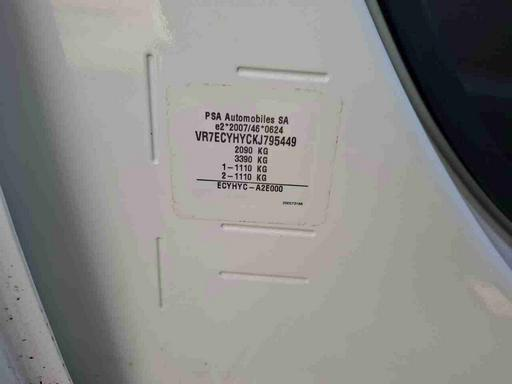 PSA Automobiles SA
e2*2007/46*0624
VR7ECYHYCKJ795449
2090 KG
3390 KG
1-1110 KG
2-1110 KG
ECYHYC-A2E000